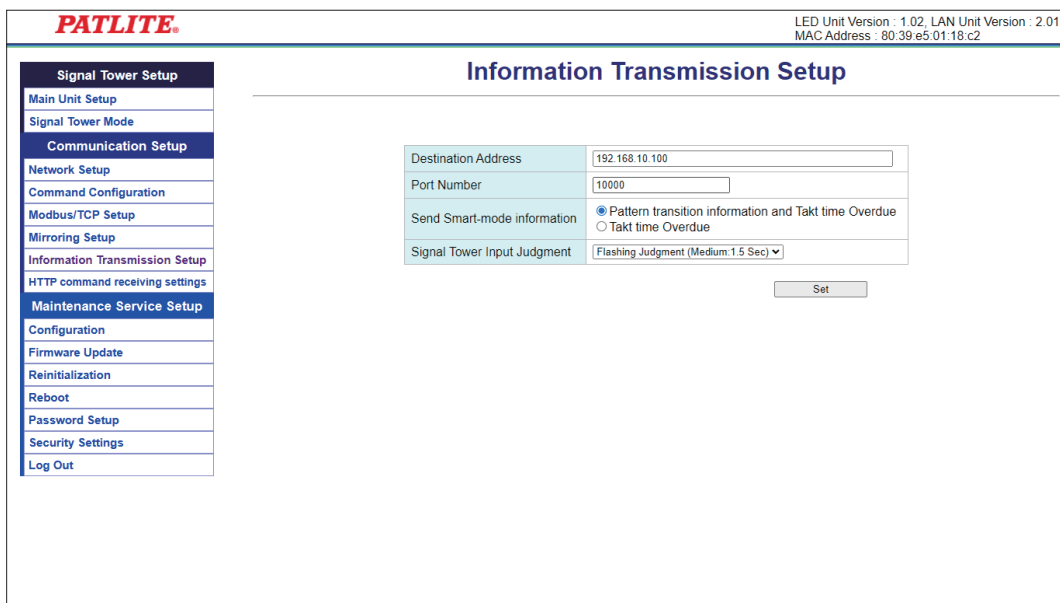 PATLITE®
LED Unit Version : 1.02, LAN Unit Version : 2.01
MAC Address : 80:39:e5:01:18:c2
Signal Tower Setup
Main Unit Setup
Signal Tower Mode
Communication Setup
Network Setup
Command Configuration
Modbus/TCP Setup
Mirroring Setup
Information Transmission Setup
HTTP command receiving settings
Maintenance Service Setup
Configuration
Firmware Update
Reinitialization
Reboot
Password Setup
Security Settings
Log Out
Information Transmission Setup
Destination Address 192.168.10.100
Port Number 10000
Send Smart-mode information Pattern transition information and Takt time Overdue
Takt time Overdue
Signal Tower Input Judgment Flashing Judgment (Medium:1.5 Sec)
Set